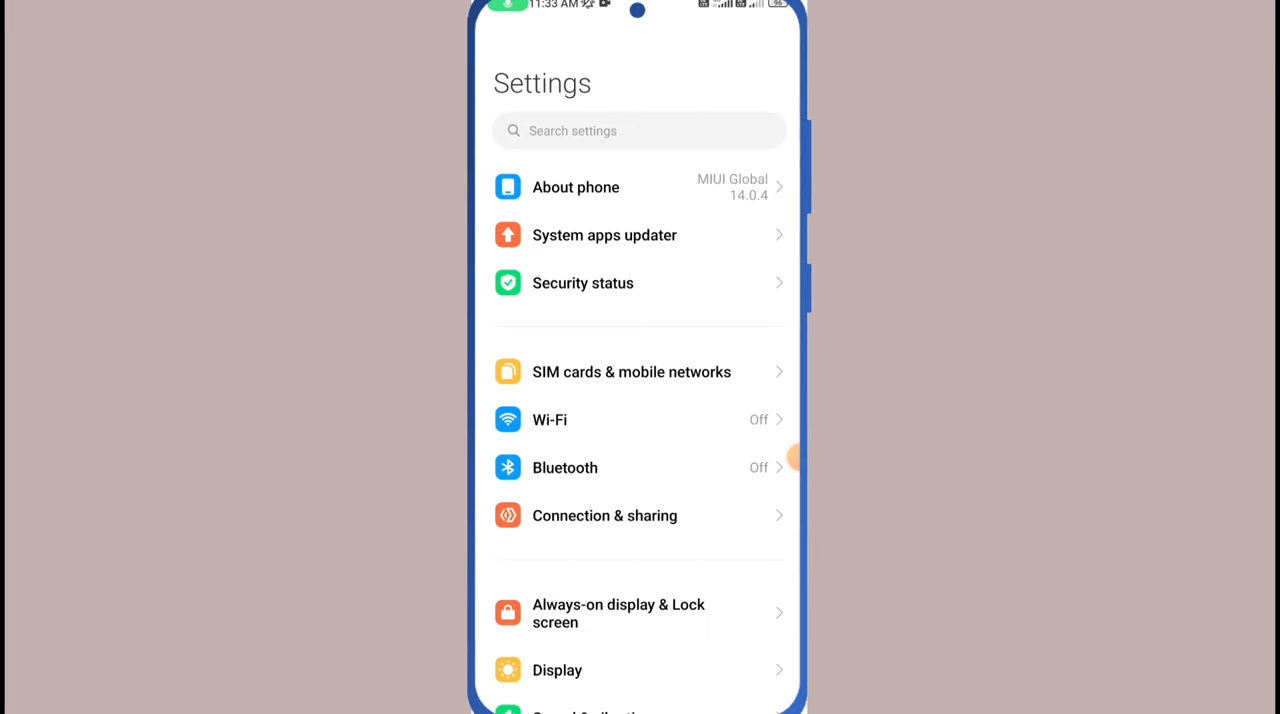 11:33 AM
96
Settings
Search settings
About phone
MIUI Global
14.0.4
System apps updater
Security status
SIM cards & mobile networks
Wi-Fi
Off
Bluetooth
Off
Connection & sharing
Always-on display & Lock
screen
Display